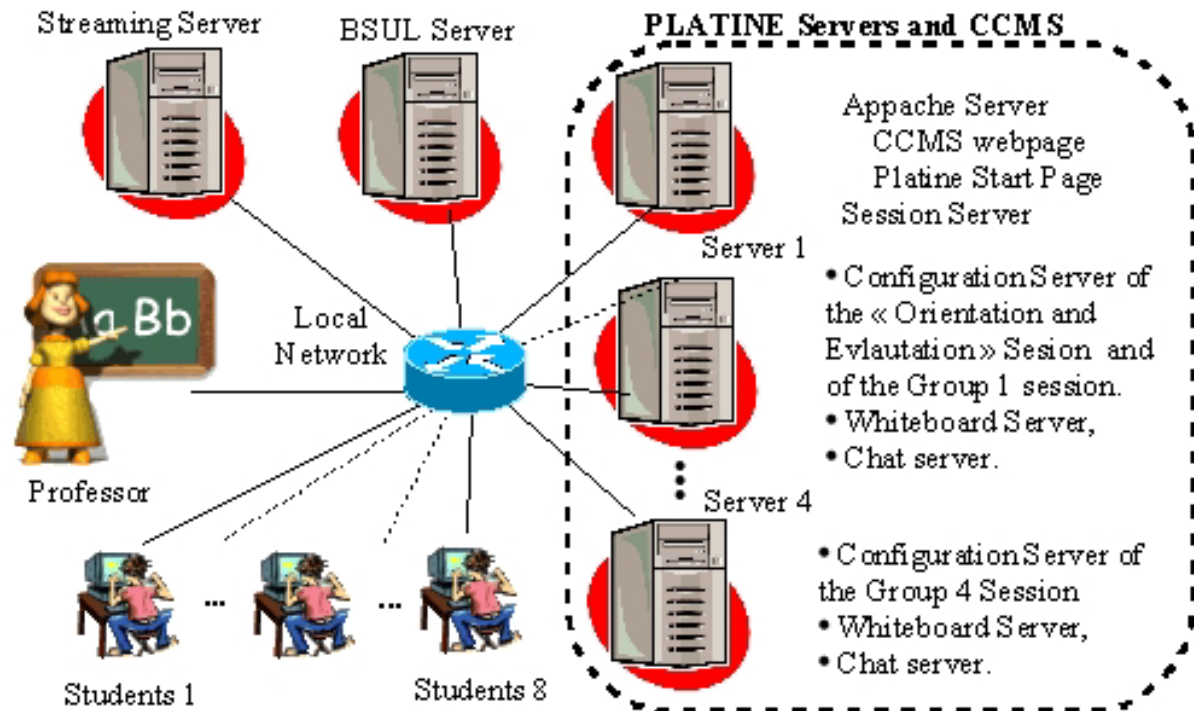 Streaming Server
BSUL Server
PLATINE Servers and CCMS
Appache Server
CCMS webpage
Platine Start Page
Session Server
Server 1
a Bb
Local
Network
• Configuration Server of
the « Orientation and
Evlautation» Sesion and
of the Group 1 session.
• Whiteboard Server,
• Chat server.
Professor
Server 4
• Configuration Server of
the Group 4 Session
• Whiteboard Server,
• Chat server.
...
...
Students 1
Students 8